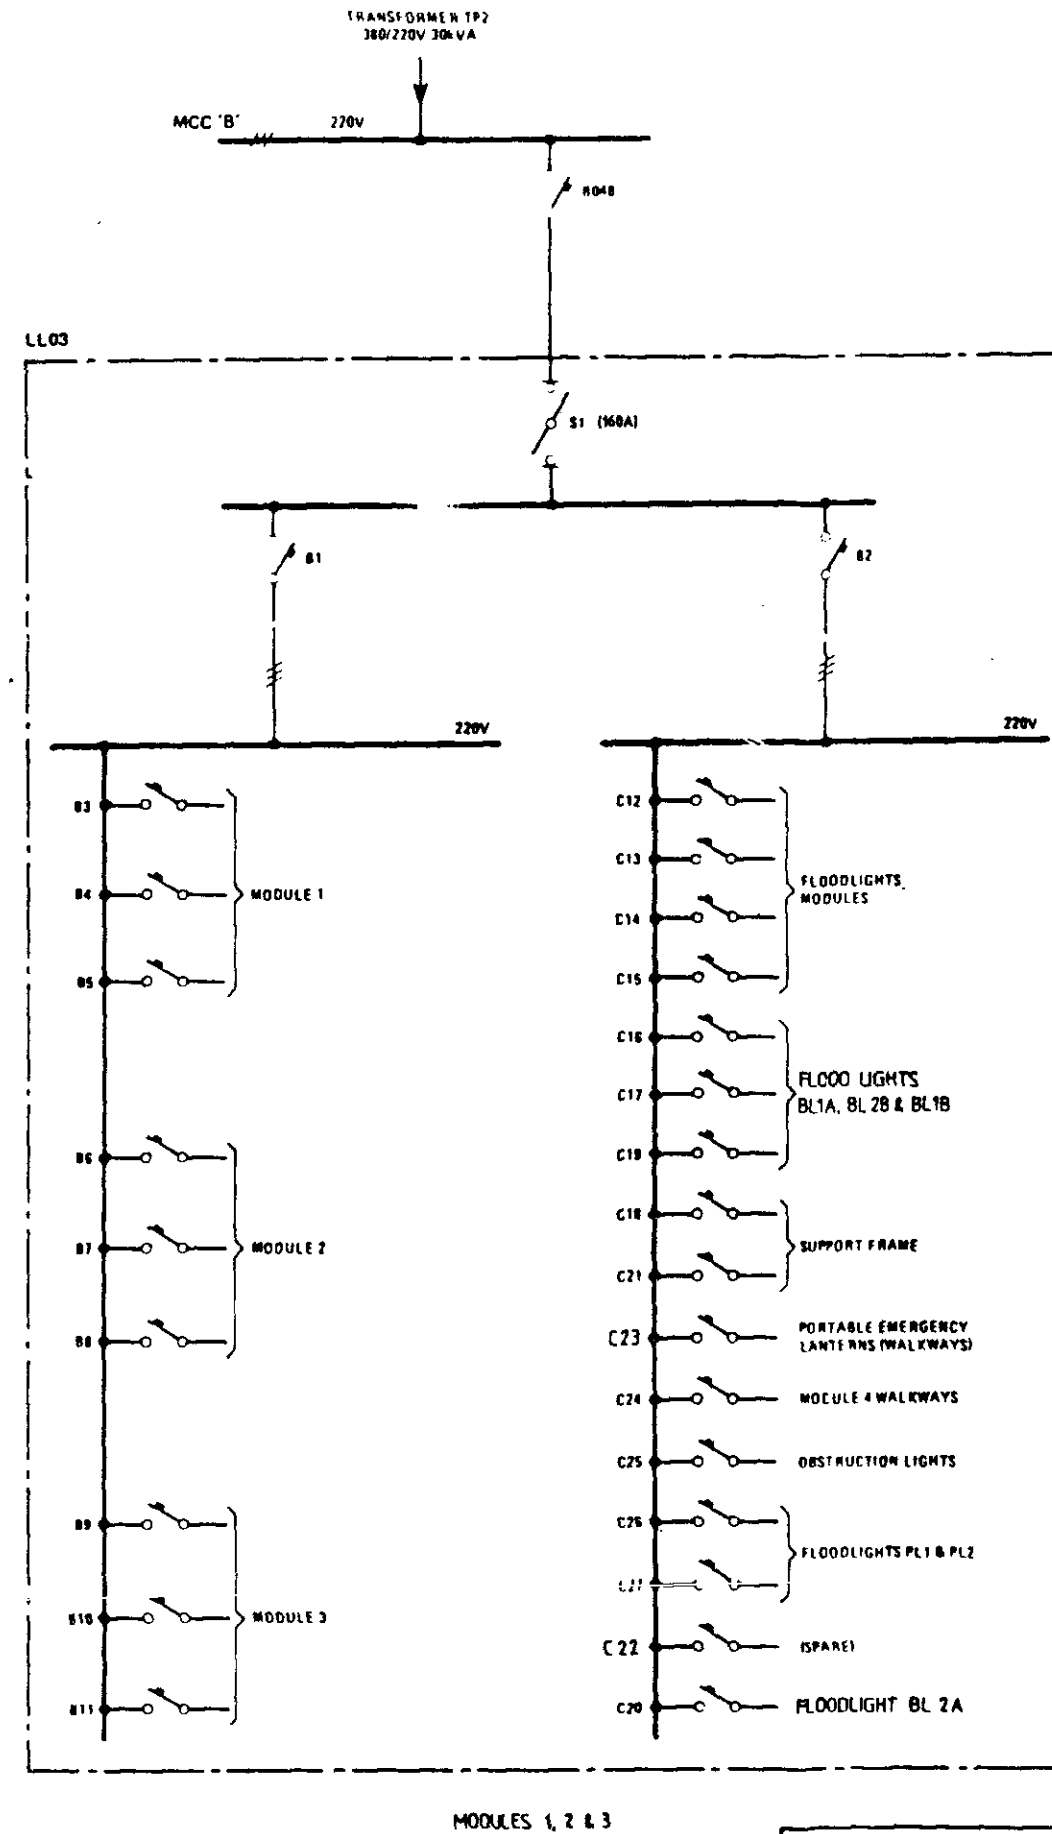 TRANSFORMER TP2
380/220V 30kVA
MCC 'B'
220V
B04B
LL03
S1 (160A)
B1
B2
220V
220V
B3
B4
MODULE 1
B5
B6
B7
MODULE 2
B8
B9
B10
MODULE 3
B11
C12
C13
FLOODLIGHTS,
MODULES
C14
C15
C16
C17
FLOOD LIGHTS
BL1A, BL 2B & BL1B
C19
C18
SUPPORT FRAME
C21
C23
PORTABLE EMERGENCY
LANTERNS (WALKWAYS)
C24
MODULE 4 WALKWAYS
C25
OBSTRUCTION LIGHTS
C26
FLOODLIGHTS PL1 & PL2
C27
C22
(SPARE)
C20
FLOODLIGHT BL 2A
MODULES 1, 2 & 3